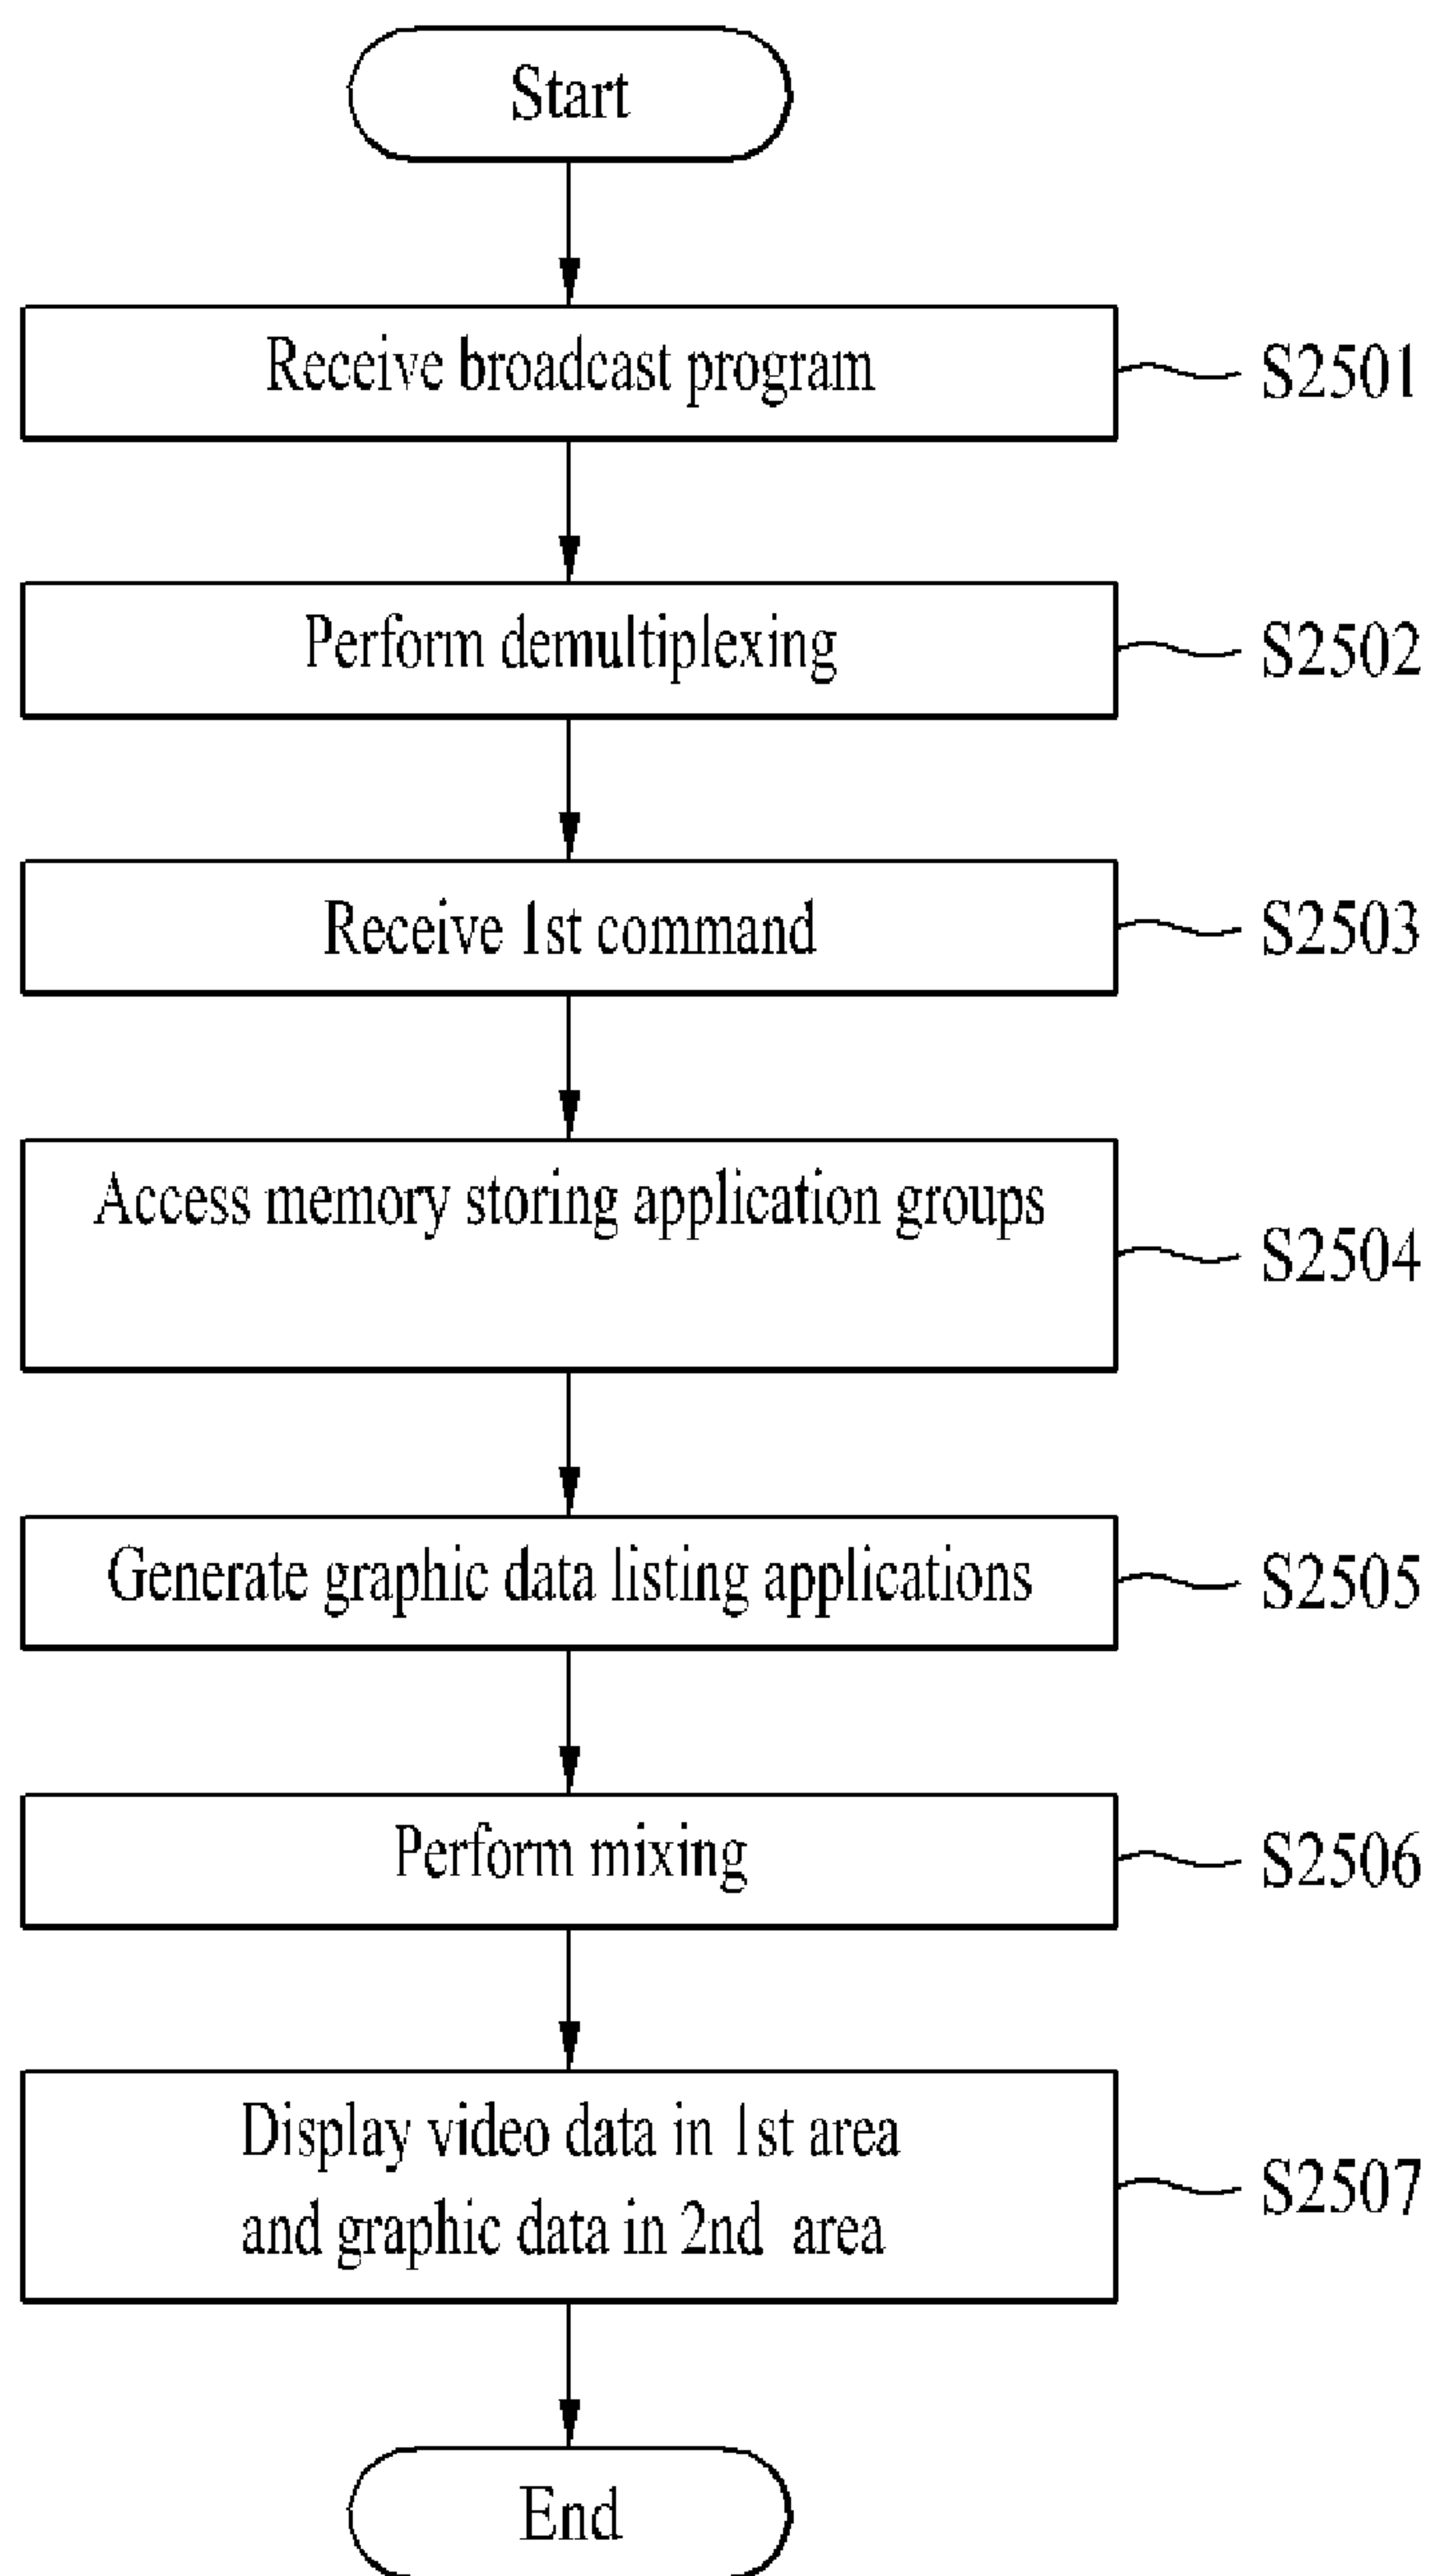 Start
Receive broadcast program
S2501
Perform demultiplexing
S2502
Receive 1st command
S2503
Access memory storing application groups
S2504
Generate graphic data listing applications
S2505
Perform mixing
S2506
Display video data in 1st area
and graphic data in 2nd area
S2507
End